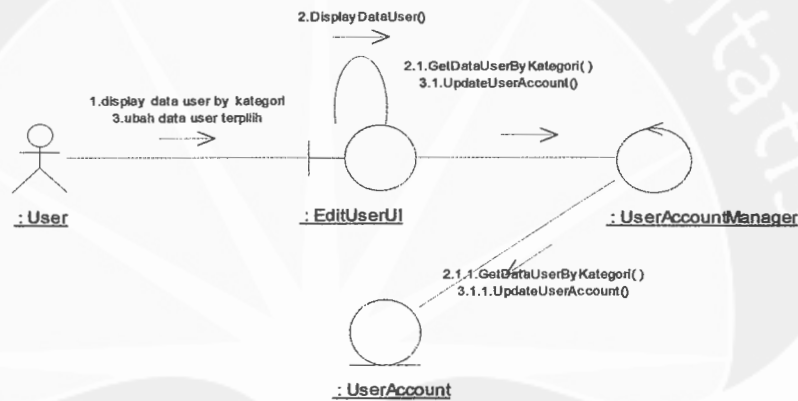 2.DisplayDataUser()
2.1.GetDataUserByKategori( )
3.1.UpdateUserAccount()
1.display data user by kategori
3.ubah data user terpilih
: User
: EditUserUI
: UserAccountManager
2.1.1.GetDataUserByKategori( )
3.1.1.UpdateUserAccount()
: UserAccount